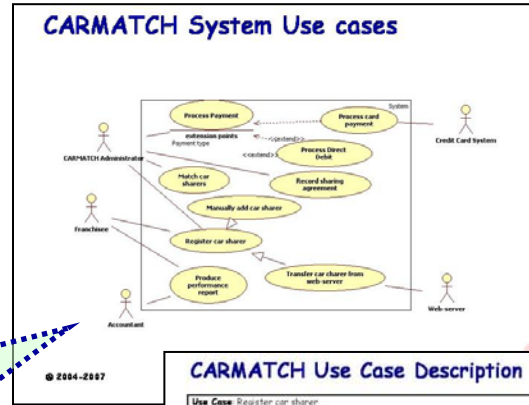 CARMATCH System Use cases
System
Process Payment
extension points
Payment type
Process card
payment
Credit Card System
<<extend>>
Process Direct
Debit
<<extend>>
CARMATCH Administrator
Match car
sharers
Record sharing
agreement
Manually add car sharer
Franchisee
Register car sharer
Transfer car charer from
web-server
Produce
performance
report
Web-server
Accountant
© 2004-2007
CARMATCH Use Case Description
Use Case: Register car sharer